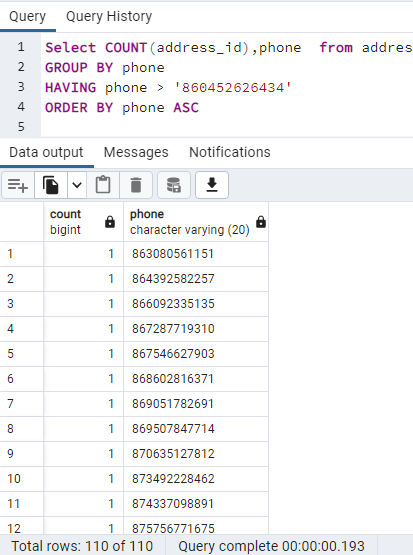 Query Query History
1 Select COUNT(address_id),phone from addres
2 GROUP BY phone
3 HAVING phone > '860452626434'
4 ORDER BY phone ASC
5
Data output Messages Notifications
count phone
bigint character varying (20)
1 1 863080561151
2 1 864392582257
3 1 866092335135
4 1 867287719310
5 1 867546627903
6 1 868602816371
7 1 869051782691
8 1 869507847714
9 1 870635127812
10 1 873492228462
11 1 874337098891
12 1 875756771675
Total rows: 110 of 110 Query complete 00:00:00.193